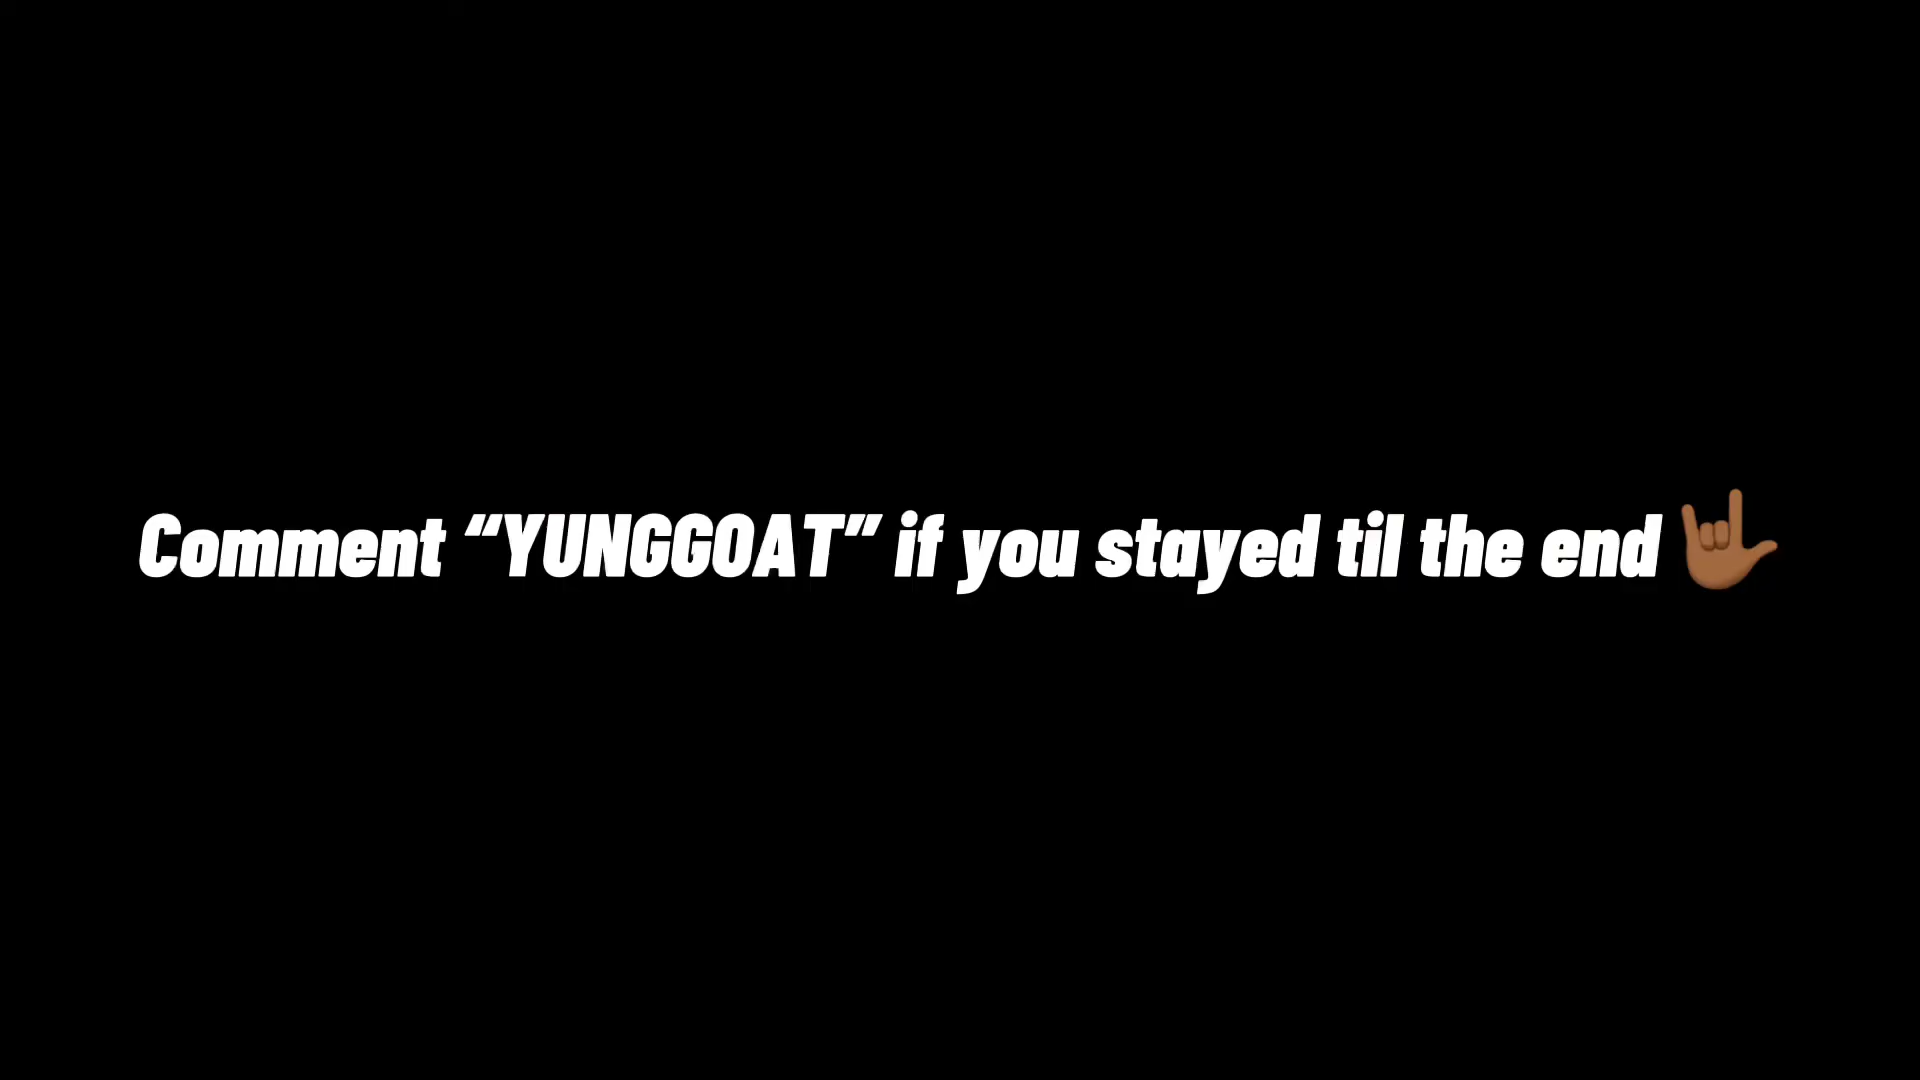 Comment “YUNGGOAT” if you stayed til the end 🤟🏾